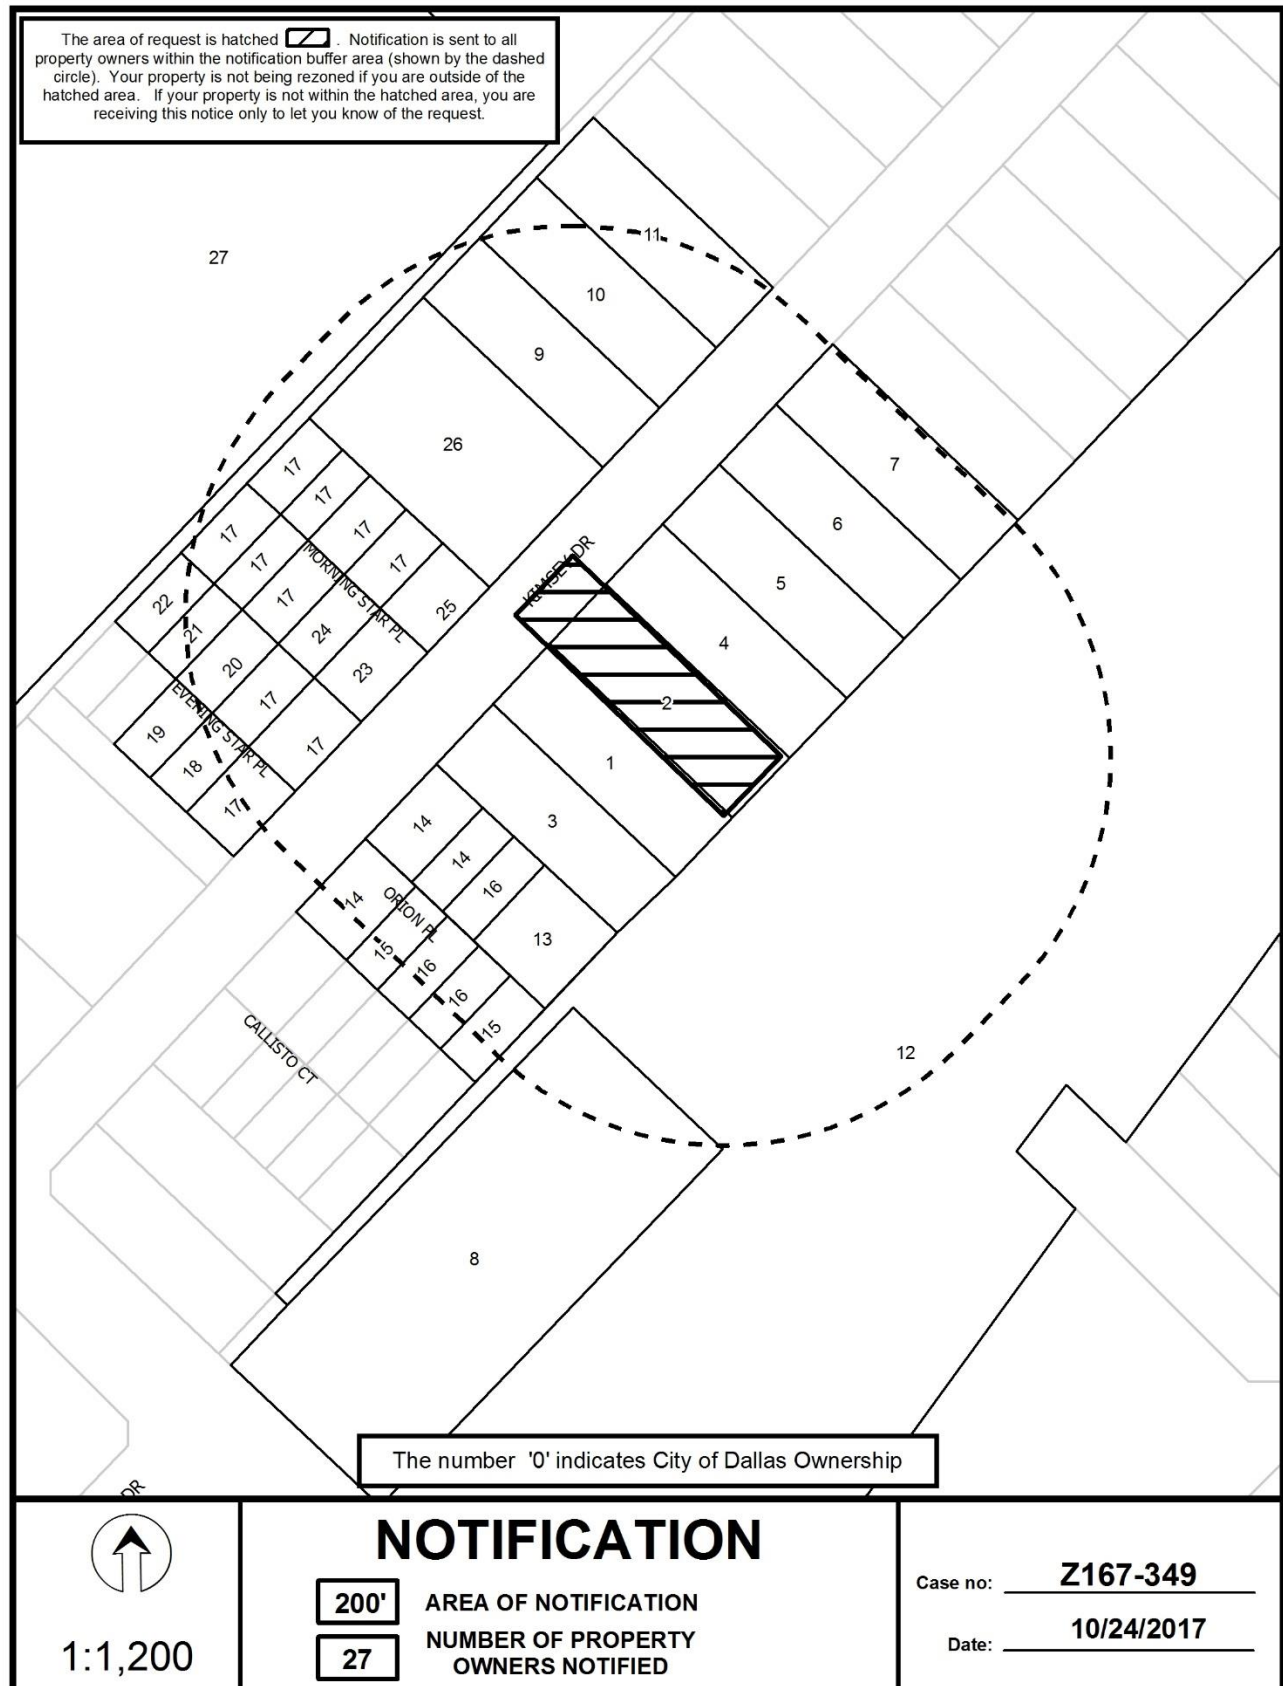 The area of request is hatched . Notification is sent to all
property owners within the notification buffer area (shown by the dashed
circle). Your property is not being rezoned if you are outside of the
hatched area. If your property is not within the hatched area, you are
receiving this notice only to let you know of the request.
27
11
10
9
26
7
6
5
4
KIMSEY DR
2
1
3
17
17
17
17
17
17
17
MORNING STAR PL
25
24
23
22
21
20
17
17
EVENING STAR PL
19
18
17
14
14
16
13
14
ORION PL
15
16
16
15
CALLISTO CT
12
8
DR
The number '0' indicates City of Dallas Ownership
1:1,200
NOTIFICATION
200' AREA OF NOTIFICATION
27 NUMBER OF PROPERTY
OWNERS NOTIFIED
Case no: Z167-349
Date: 10/24/2017